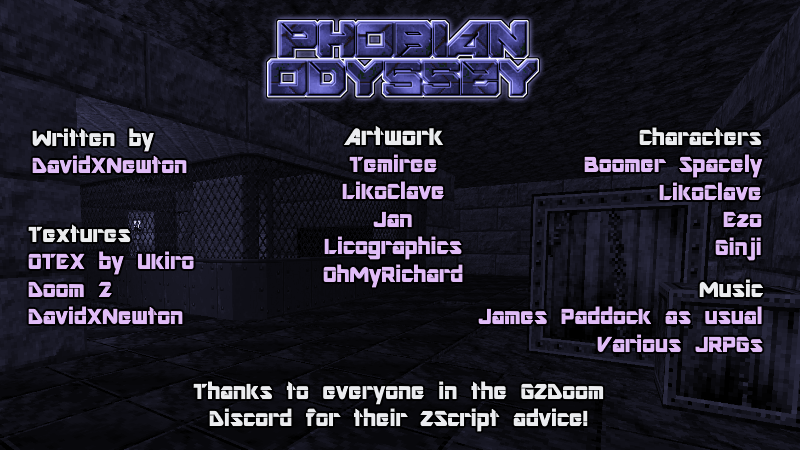 PHOBIAN
ODYSSEY
Written by
DavidXNewton
Textures
OTEX by Ukiro
Doom 2
DavidXNewton
Artwork
Temiree
LikoClave
Jan
Licographics
OhMyRichard
Characters
Boomer Spacely
LikoClave
Ezo
Ginji
Music
James Paddock as usual
Various JRPGs
Thanks to everyone in the GZDoom
Discord for their ZScript advice!